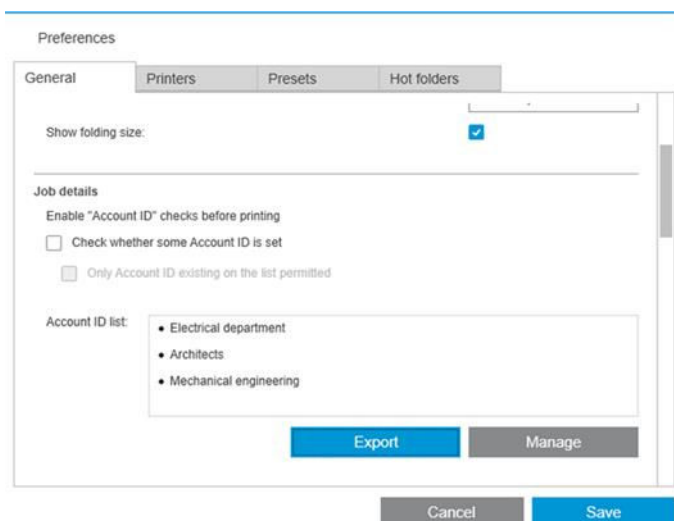 Preferences
General Printers Presets Hot folders
Show folding size:
Job details
Enable "Account ID" checks before printing
Check whether some Account ID is set
Only Account ID existing on the list permitted
Account ID list:
• Electrical department
• Architects
• Mechanical engineering
Export Manage
Cancel Save